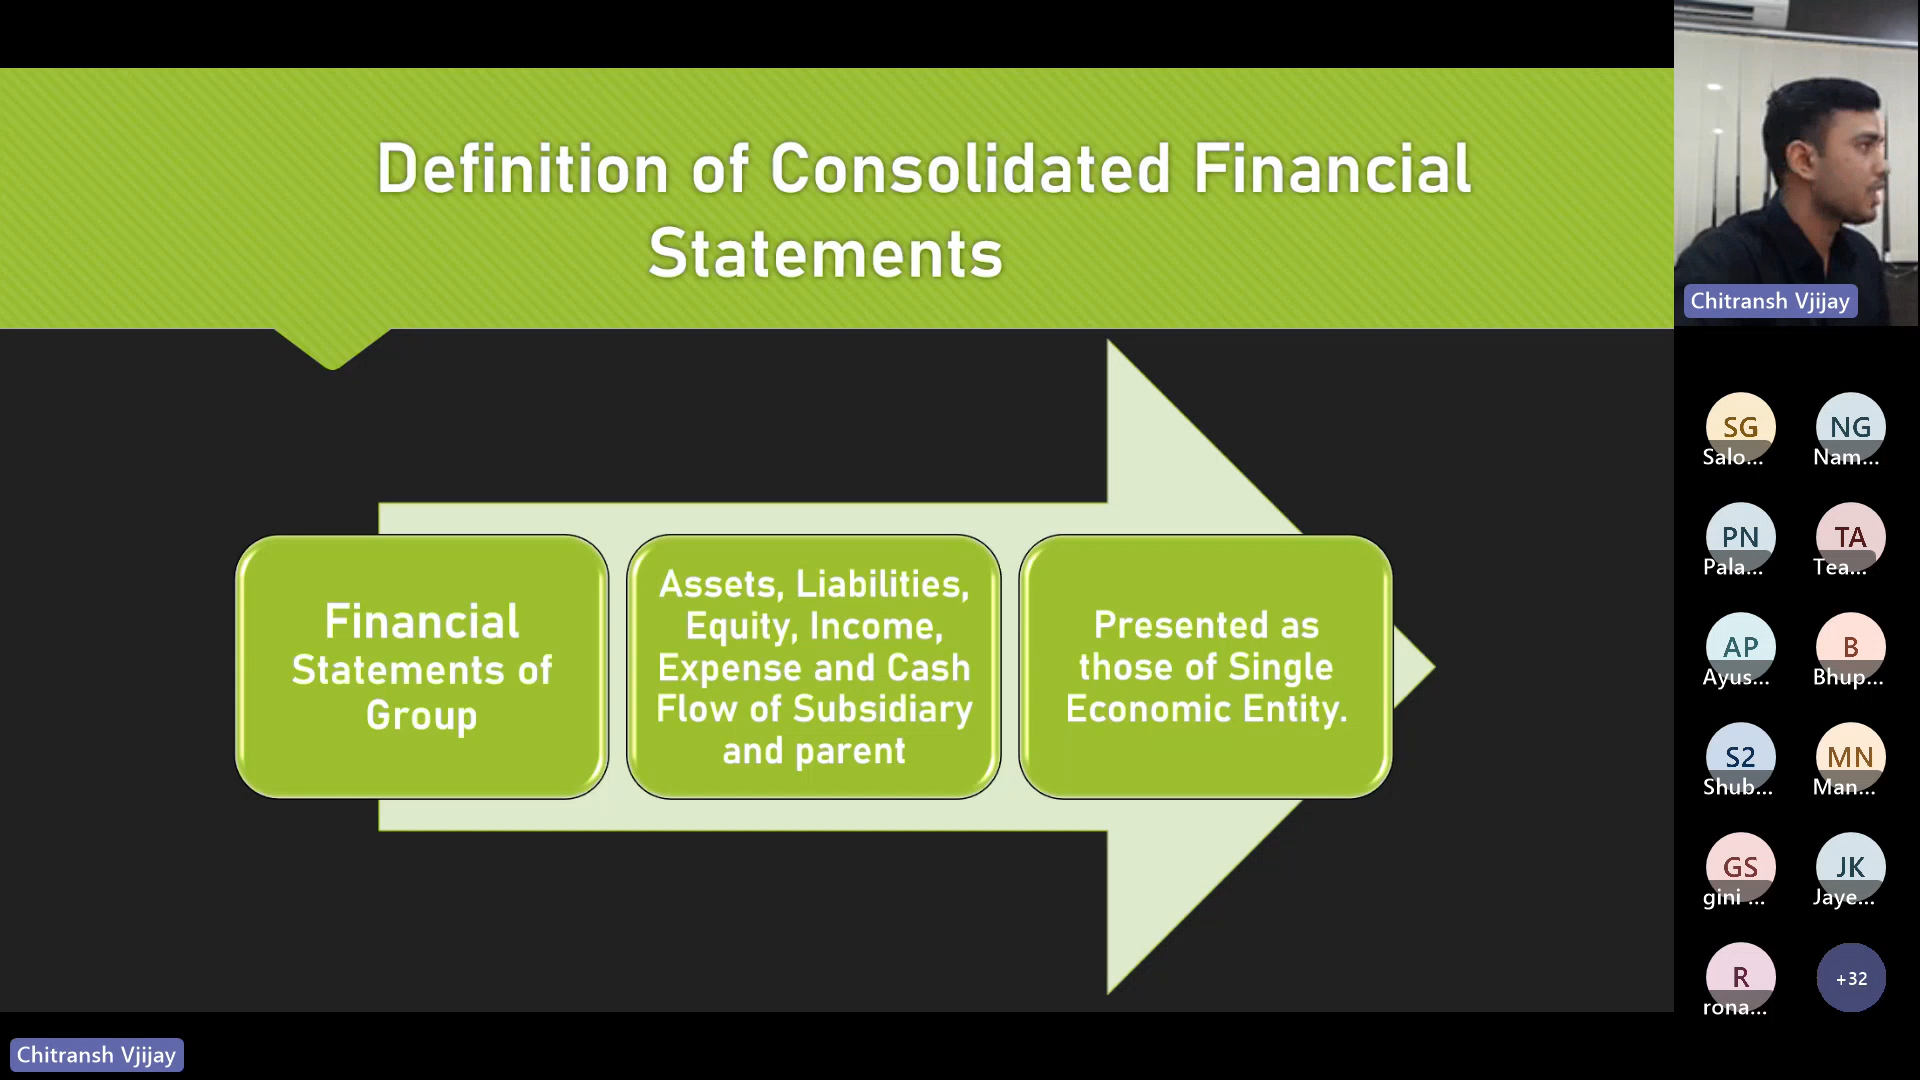 Definition of Consolidated Financial
Statements
Financial
Statements of
Group
Assets, Liabilities,
Equity, Income,
Expense and Cash
Flow of Subsidiary
and parent
Presented as
those of Single
Economic Entity.
Chitransh Vjijay
SG
Salo...
NG
Nam...
PN
Pala...
TA
Tea...
AP
Ayus...
B
Bhup...
S2
Shub...
MN
Man...
GS
gini ...
JK
Jaye...
R
rona...
+32
Chitransh Vjijay